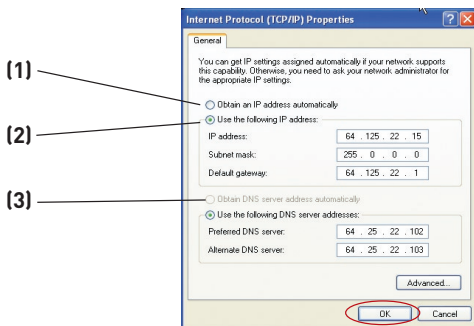 Internet Protocol (TCP/IP) Properties
General
You can get IP settings assigned automatically if your network supports
this capability. Otherwise, you need to ask your network administrator for
the appropriate IP settings.
(1)
Obtain an IP address automatically
(2)
Use the following IP address:
IP address: 64 . 125 . 22 . 15
Subnet mask: 255 . 0 . 0 . 0
Default gateway: 64 . 125 . 22 . 1
(3)
Obtain DNS server address automatically
Use the following DNS server addresses:
Preferred DNS server: 64 . 25 . 22 . 102
Alternate DNS server: 64 . 25 . 22 . 103
Advanced...
OK Cancel